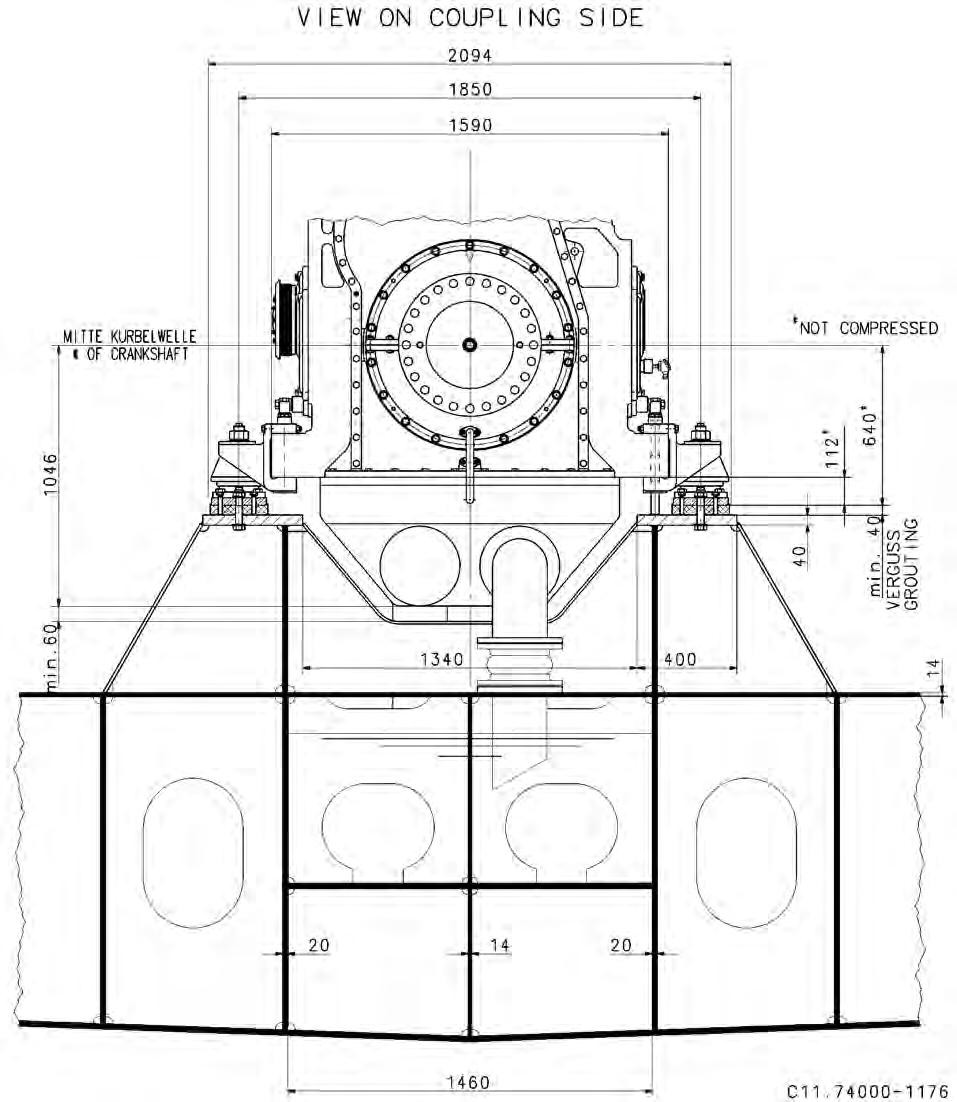 VIEW ON COUPLING SIDE
2094
1850
1590
MITTE KURBELWELLE
OF CRANKSHAFT
*NOT COMPRESSED
1046
min.60
640*
112*
40
min. 40
VERGUSS
GROUTING
1340
400
14
20
14
20
1460
C11.74000-1176